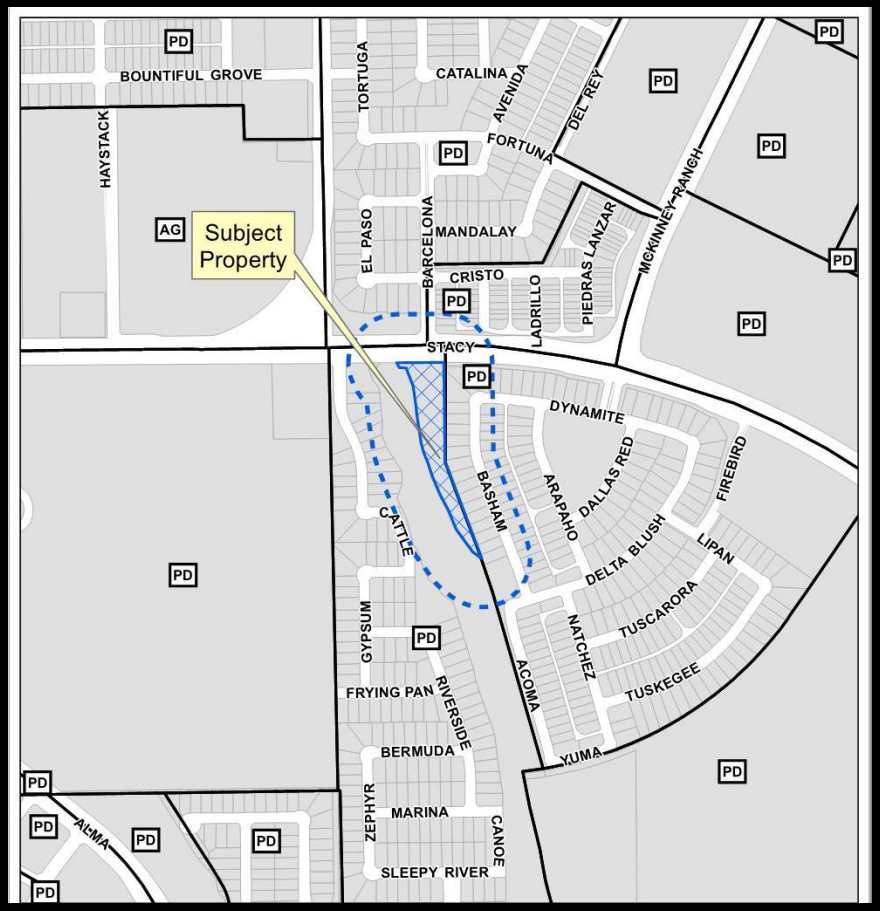 PD
PD
BOUNTIFUL GROVE
TORTUGA
CATALINA
AVENIDA
DEL REY
PD
HAYSTACK
FORTUNA
PD
PD
MCKINNEY RANCH
AG
Subject
Property
EL PASO
BARCELONA
MANDALAY
PIEDRAS LANZAR
PD
CRISTO
PD
LADRILLO
PD
STACY
PD
DYNAMITE
BASHAM
ARAPAHO
DALLAS RED
FIREBIRD
CATTLE
DELTA BLUSH
LIPAN
PD
GYPSUM
PD
NATCHEZ
TUSCARORA
FRYING PAN
RIVERSIDE
ACOMA
TUSKEGEE
BERMUDA
YUMA
PD
PD
ZEPHYR
MARINA
CANOE
PD
ALMA
PD
PD
SLEEPY RIVER
PD